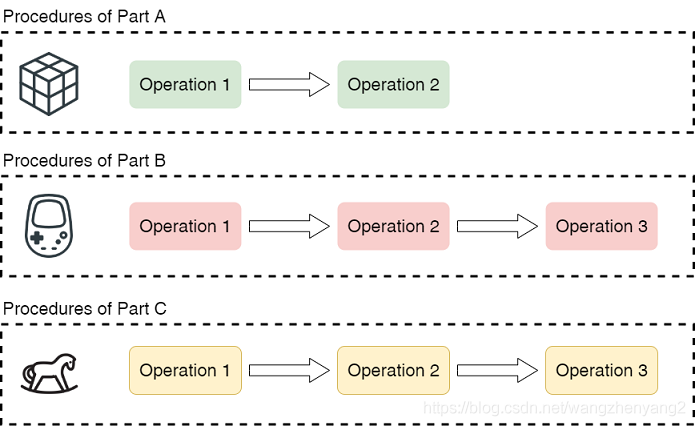 Procedures of Part A
Operation 1
Operation 2
Procedures of Part B
Operation 1
Operation 2
Operation 3
Procedures of Part C
Operation 1
Operation 2
Operation 3
https://blog.csdn.net/wangzhenyang2